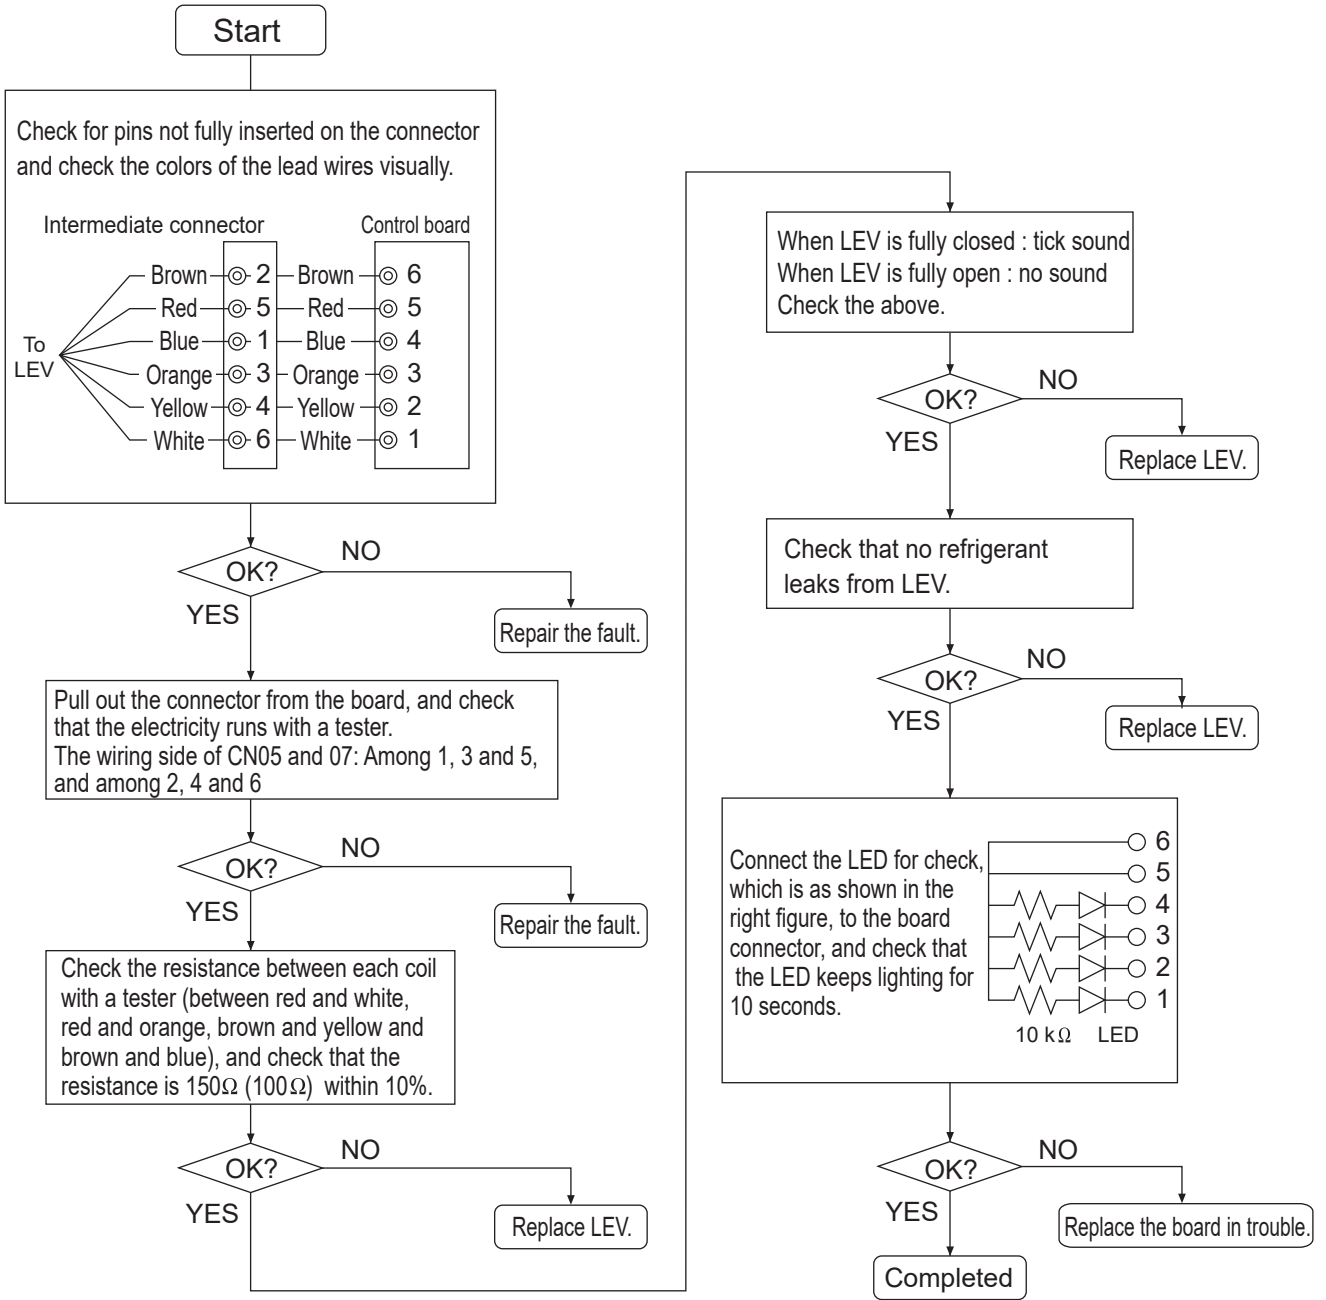 Start
Check for pins not fully inserted on the connector
and check the colors of the lead wires visually.
Intermediate connector
Control board
Brown 2 Brown 6
Red 5 Red 5
Blue 1 Blue 4
Orange 3 Orange 3
Yellow 4 Yellow 2
White 6 White 1
To
LEV
OK?
NO
YES
Repair the fault.
Pull out the connector from the board, and check
that the electricity runs with a tester.
The wiring side of CN05 and 07: Among 1, 3 and 5,
and among 2, 4 and 6
OK?
NO
YES
Repair the fault.
Check the resistance between each coil
with a tester (between red and white,
red and orange, brown and yellow and
brown and blue), and check that the
resistance is 150Ω (100Ω) within 10%.
OK?
NO
YES
Replace LEV.
When LEV is fully closed : tick sound
When LEV is fully open : no sound
Check the above.
OK?
NO
YES
Replace LEV.
Check that no refrigerant
leaks from LEV.
OK?
NO
YES
Replace LEV.
Connect the LED for check,
which is as shown in the
right figure, to the board
connector, and check that
the LED keeps lighting for
10 seconds.
6
5
4
3
2
1
10 kΩ LED
OK?
NO
YES
Replace the board in trouble.
Completed